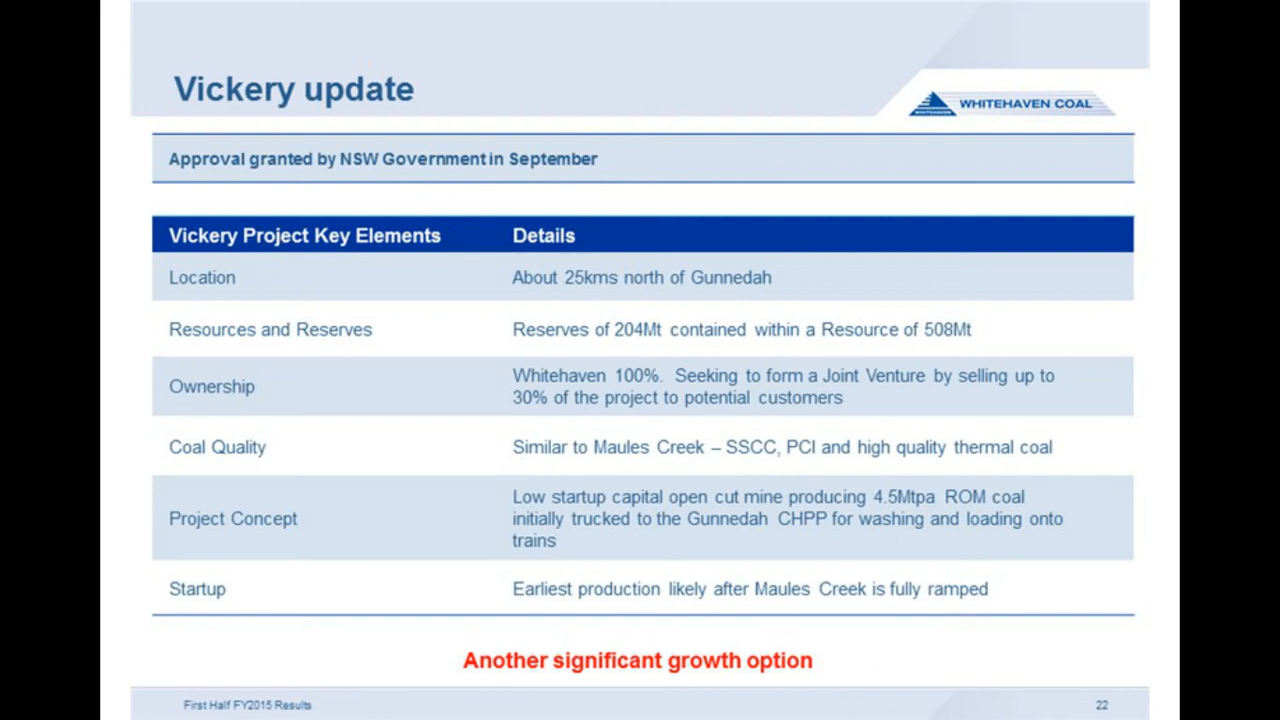 Vickery update
WHITEHAVEN COAL
WHITEHAVEN
Approval granted by NSW Government in September
Vickery Project Key Elements Details
Location About 25kms north of Gunnedah
Resources and Reserves Reserves of 204Mt contained within a Resource of 508Mt
Ownership Whitehaven 100%. Seeking to form a Joint Venture by selling up to
30% of the project to potential customers
Coal Quality Similar to Maules Creek – SSCC, PCI and high quality thermal coal
Project Concept Low startup capital open cut mine producing 4.5Mtpa ROM coal
initially trucked to the Gunnedah CHPP for washing and loading onto
trains
Startup Earliest production likely after Maules Creek is fully ramped
Another significant growth option
First Half FY2015 Results 22